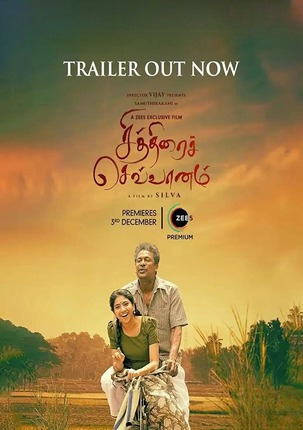 TRAILER OUT NOW
DIRECTOR VIJAY PRESENTS
SAMUTHIRAKANI in
A ZEE5 EXCLUSIVE FILM
சித்திரைச்
செவ்வானம்
A FILM BY SILVA
PREMIERES
3RD DECEMBER
ZEE5
PREMIUM